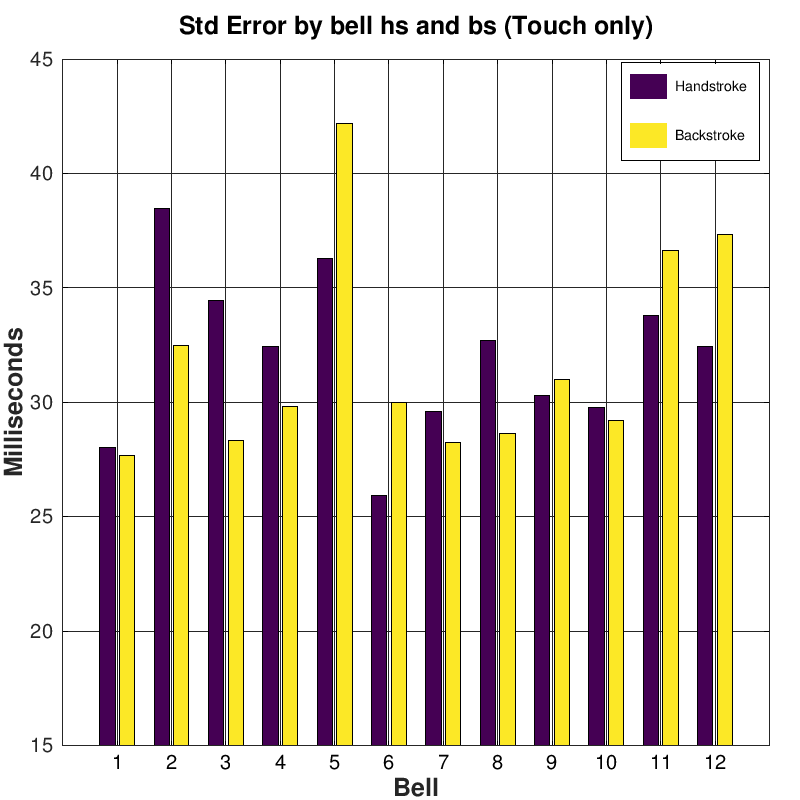 Std Error by bell hs and bs (Touch only)
Handstroke
Backstroke
45
40
35
30
25
20
15
Milliseconds
1 2 3 4 5 6 7 8 9 10 11 12
Bell